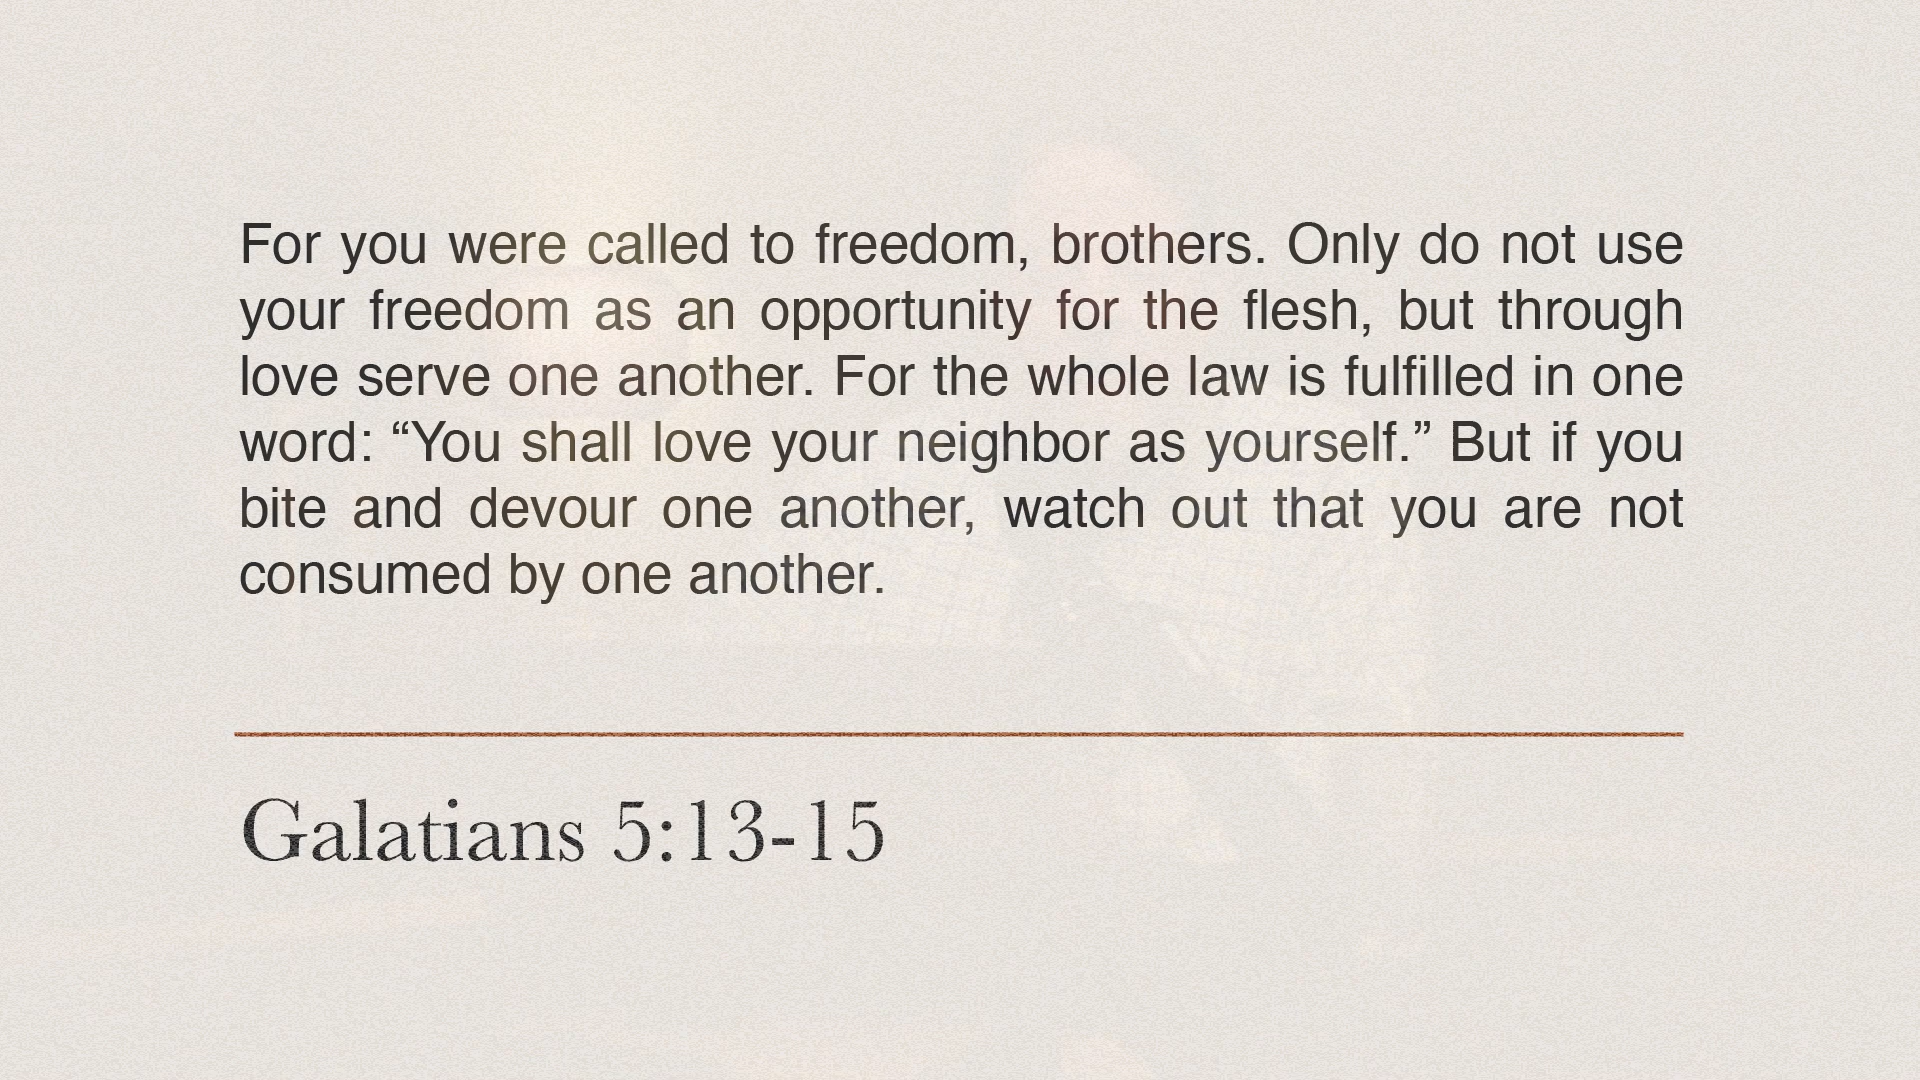 For you were called to freedom, brothers. Only do not use
your freedom as an opportunity for the flesh, but through
love serve one another. For the whole law is fulfilled in one
word: “You shall love your neighbor as yourself.” But if you
bite and devour one another, watch out that you are not
consumed by one another.
Galatians 5:13-15